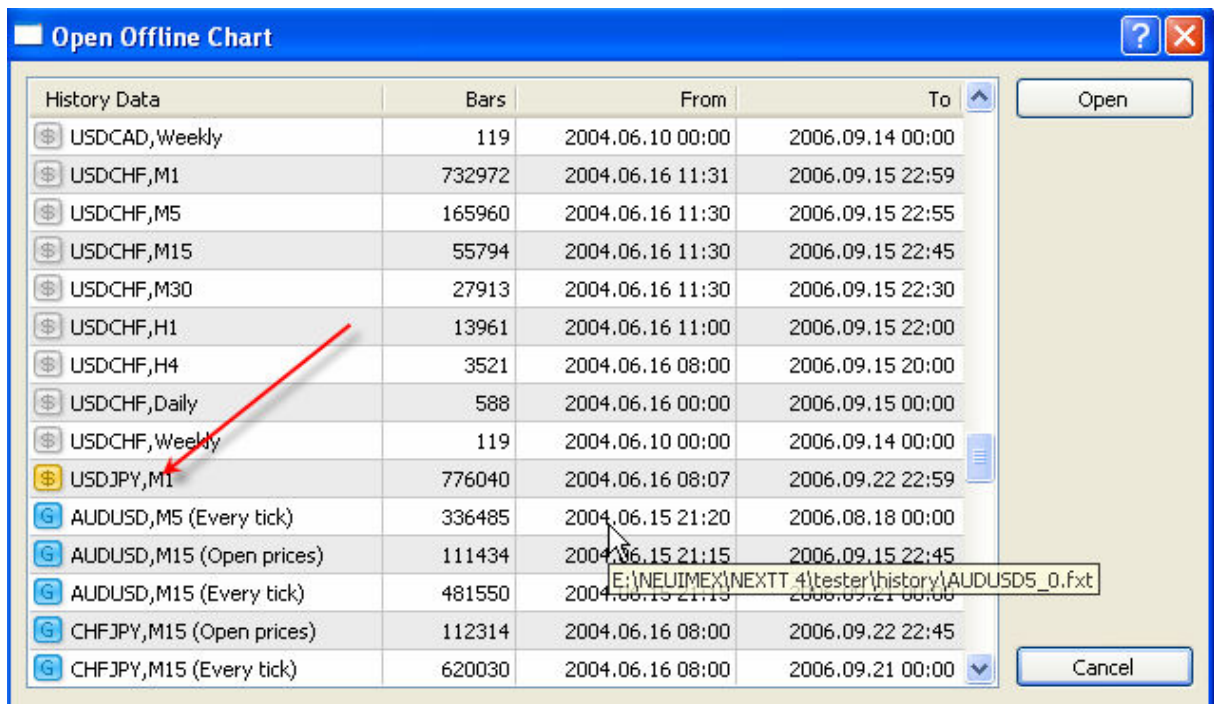 Open Offline Chart
History Data Bars From To
Open
$ USDCAD,Weekly 119 2004.06.10 00:00 2006.09.14 00:00
$ USDCHF,M1 732972 2004.06.16 11:31 2006.09.15 22:59
$ USDCHF,M5 165960 2004.06.16 11:30 2006.09.15 22:55
$ USDCHF,M15 55794 2004.06.16 11:30 2006.09.15 22:45
$ USDCHF,M30 27913 2004.06.16 11:30 2006.09.15 22:30
$ USDCHF,H1 13961 2004.06.16 11:00 2006.09.15 22:00
$ USDCHF,H4 3521 2004.06.16 08:00 2006.09.15 20:00
$ USDCHF,Daily 588 2004.06.16 00:00 2006.09.15 00:00
$ USDCHF,Weekly 119 2004.06.10 00:00 2006.09.14 00:00
$ USDJPY,M1 776040 2004.06.16 08:07 2006.09.22 22:59
G AUDUSD,M5 (Every tick) 336485 2004.06.15 21:20 2006.08.18 00:00
G AUDUSD,M15 (Open prices) 111434 2004.06.15 21:15 2006.09.15 22:45
E:\NEUIMEX\NEXTT 4\tester\history\AUDUSD5_0.fxt
G AUDUSD,M15 (Every tick) 481550
G CHFJPY,M15 (Open prices) 112314 2004.06.16 08:00 2006.09.22 22:45
G CHFJPY,M15 (Every tick) 620030 2004.06.16 08:00 2006.09.21 00:00
Cancel